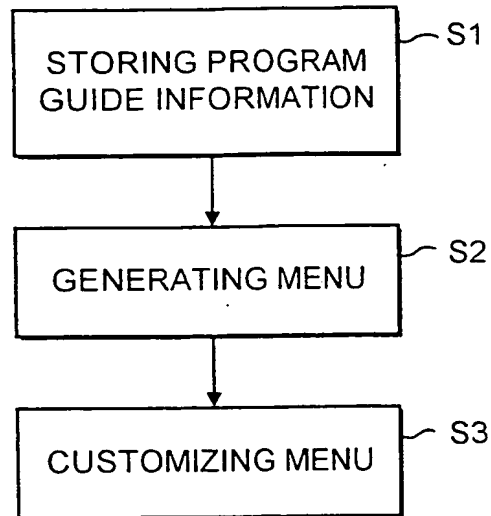 STORING PROGRAM
GUIDE INFORMATION
S1
GENERATING MENU
S2
CUSTOMIZING MENU
S3